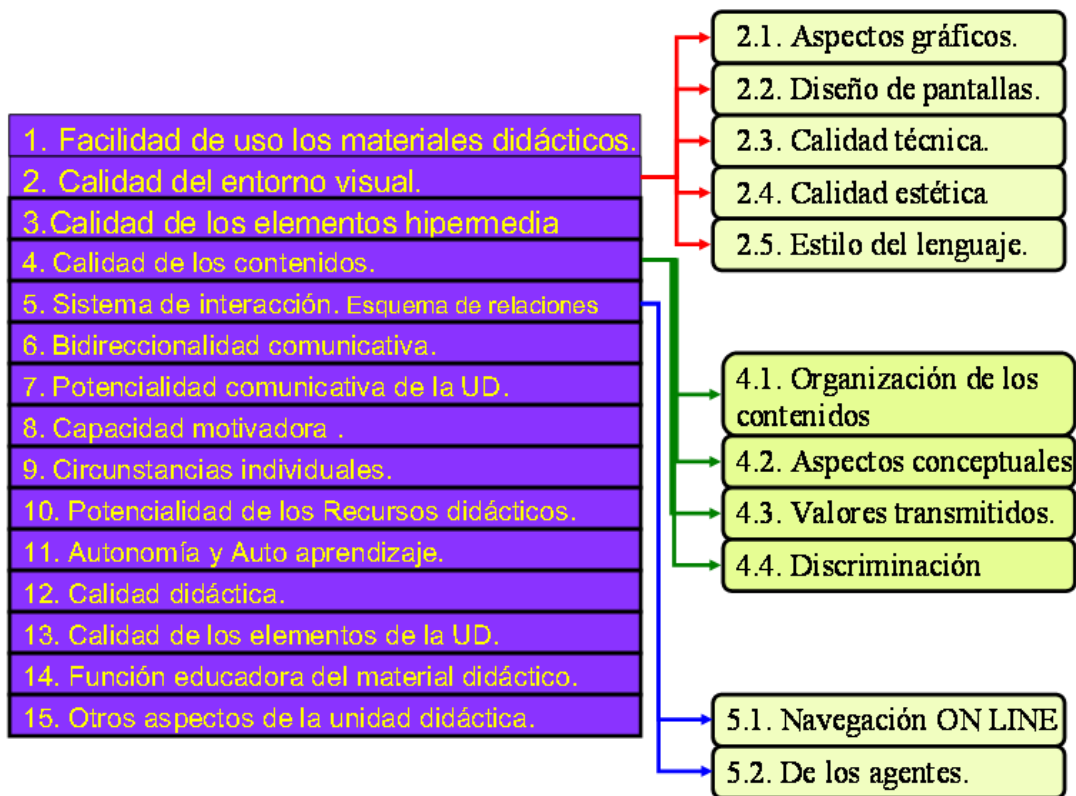 1. Facilidad de uso los materiales didácticos.
2. Calidad del entorno visual.
3.Calidad de los elementos hipermedia
4. Calidad de los contenidos.
5. Sistema de interacción. Esquema de relaciones
6. Bidireccionalidad comunicativa.
7. Potencialidad comunicativa de la UD.
8. Capacidad motivadora .
9. Circunstancias individuales.
10. Potencialidad de los Recursos didácticos.
11. Autonomía y Auto aprendizaje.
12. Calidad didáctica.
13. Calidad de los elementos de la UD.
14. Función educadora del material didáctico.
15. Otros aspectos de la unidad didáctica.
2.1. Aspectos gráficos.
2.2. Diseño de pantallas.
2.3. Calidad técnica.
2.4. Calidad estética
2.5. Estilo del lenguaje.
4.1. Organización de los
contenidos
4.2. Aspectos conceptuales
4.3. Valores transmitidos.
4.4. Discriminación
5.1. Navegación ON LINE
5.2. De los agentes.